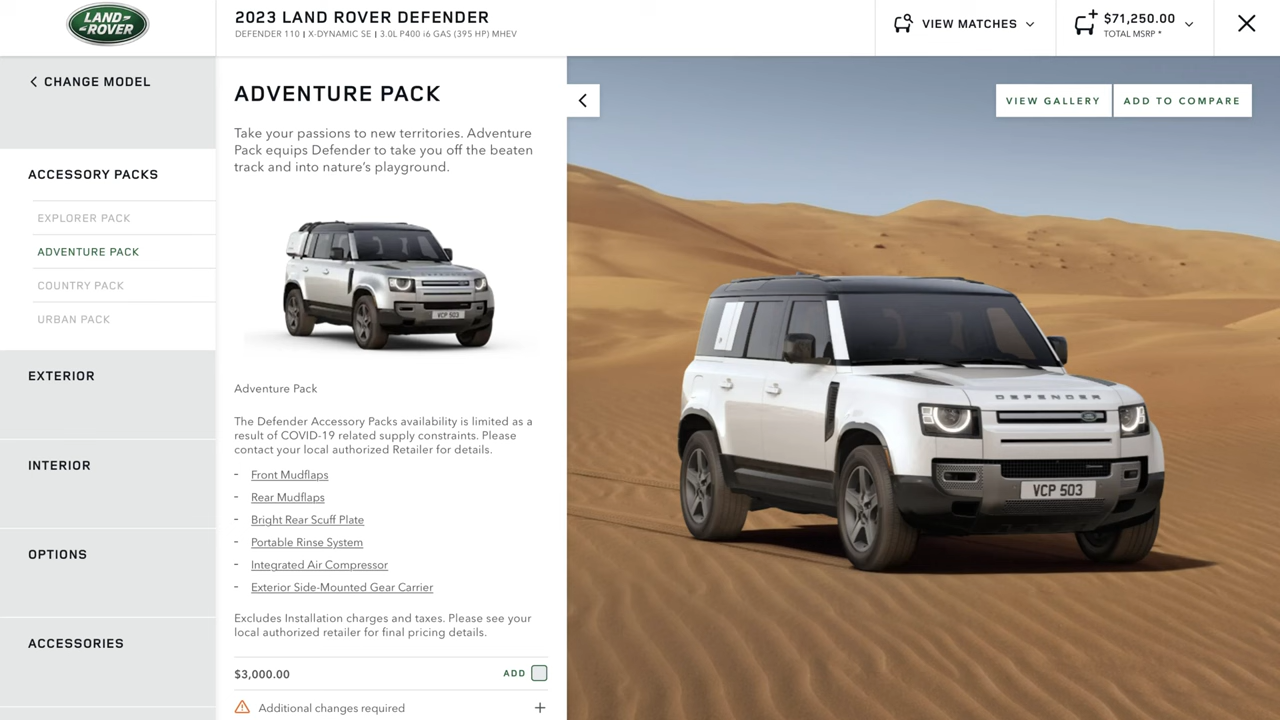 LAND-
ROVER
2023 LAND ROVER DEFENDER
DEFENDER 110 | X-DYNAMIC SE | 3.0L P400 i6 GAS (395 HP) MHEV
VIEW MATCHES
$71,250.00
TOTAL MSRP *
CHANGE MODEL
ACCESSORY PACKS
EXPLORER PACK
ADVENTURE PACK
COUNTRY PACK
URBAN PACK
EXTERIOR
INTERIOR
OPTIONS
ACCESSORIES
ADVENTURE PACK
Take your passions to new territories. Adventure
Pack equips Defender to take you off the beaten
track and into nature's playground.
DEFENDER
VCP 503
Adventure Pack
The Defender Accessory Packs availability is limited as a
result of COVID-19 related supply constraints. Please
contact your local authorized Retailer for details.
- Front Mudflaps
- Rear Mudflaps
- Bright Rear Scuff Plate
- Portable Rinse System
- Integrated Air Compressor
- Exterior Side-Mounted Gear Carrier
Excludes Installation charges and taxes. Please see your
local authorized retailer for final pricing details.
$3,000.00
ADD
Additional changes required
VIEW GALLERY
ADD TO COMPARE
DEFENDER
VCP 503